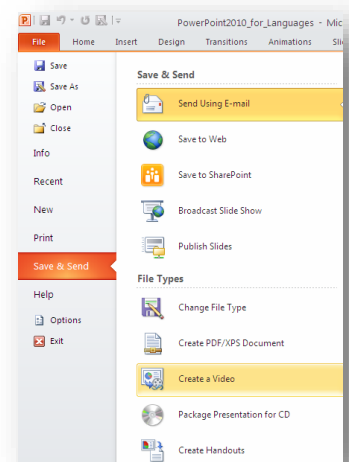 PowerPoint2010_for_Languages - Mic
File Home Insert Design Transitions Animations Sli
Save
Save As
Open
Close
Info
Recent
New
Print
Save & Send
Help
Options
Exit
Save & Send
Send Using E-mail
Save to Web
Save to SharePoint
Broadcast Slide Show
Publish Slides
File Types
Change File Type
Create PDF/XPS Document
Create a Video
Package Presentation for CD
Create Handouts